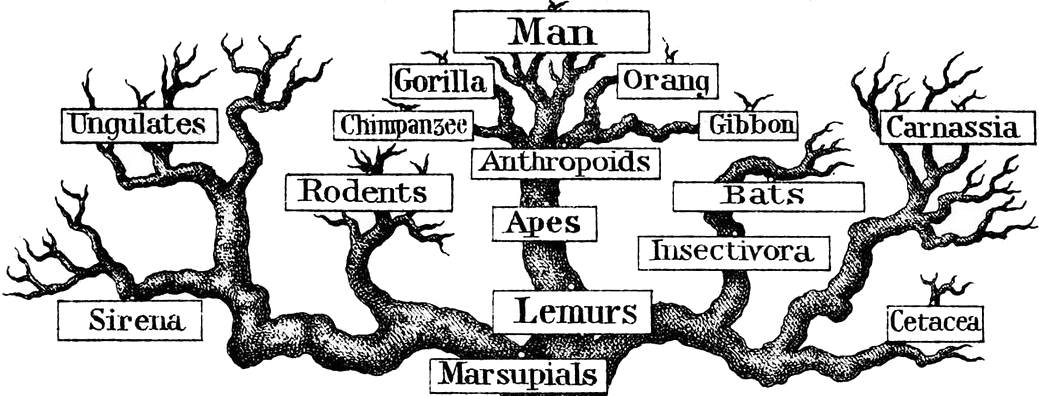 Man
Gorilla
Orang
Ungulates
Chimpanzee
Gibbon
Carnassia
Anthropoids
Rodents
Bats
Apes
Insectivora
Lemurs
Sirena
Cetacea
Marsupials